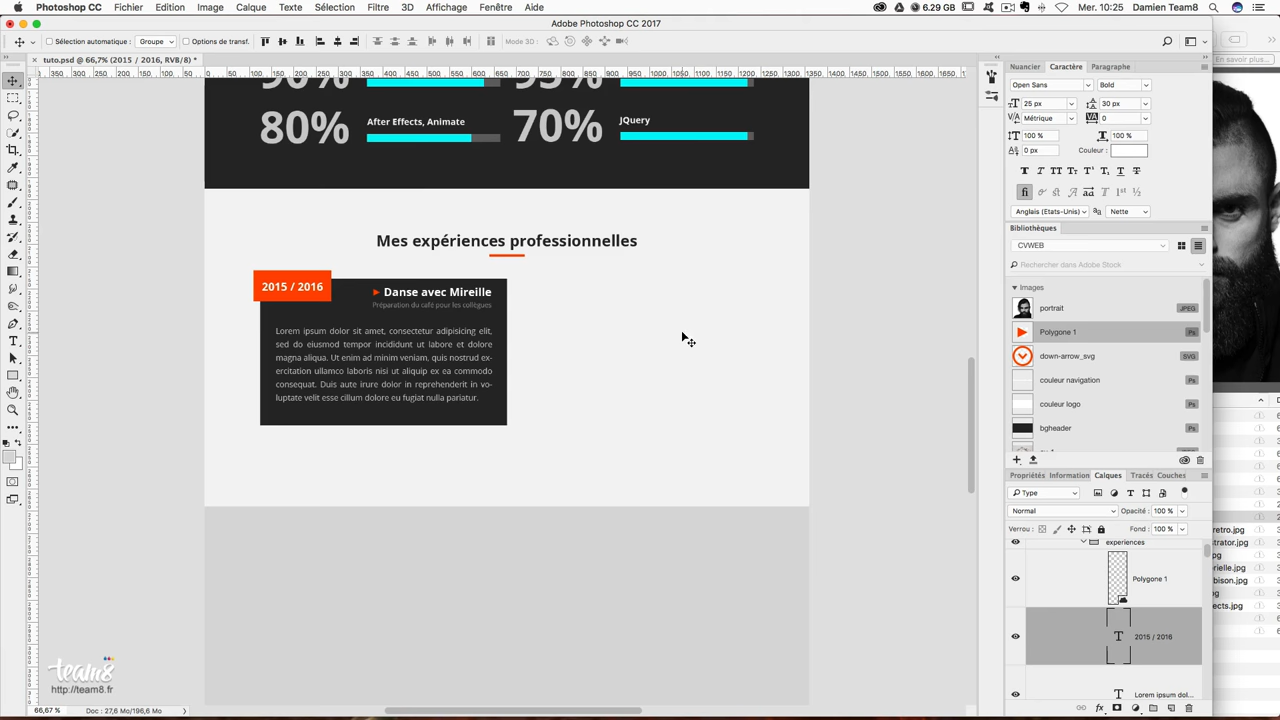 Photoshop CC Fichier Edition Image Calque Texte Sélection Filtre 3D Affichage Fenêtre Aide 6.29 GB Mer. 10:25 Damien Team8
Adobe Photoshop CC 2017
Sélection automatique : Groupe Options de transf. Mode 3D :
tuto.psd @ 66,7% (2015 / 2016, RVB/8) *
En savoir plus...
Nuancier Caractère Paragraphe
Open Sans Bold
25 px 30 px
Métrique 0
100 % 100 %
0 px Couleur :
Anglais (Etats-Unis) Nette
Bibliothèques
CVWEB
Rechercher dans Adobe Stock
Images
portrait JPEG
Polygone 1 Ps
down-arrow_svg SVG
couleur navigation Ps
couleur logo Ps
bgheader Ps
Propriétés Information Calques Tracés Couches
Type
Normal Opacité : 100 %
Verrou : Fond : 100 %
experiences
Polygone 1
2015 / 2016
Lorem ipsum dol...
90% 95%
80% After Effects, Animate 70% JQuery
Mes expériences professionnelles
2015 / 2016
Danse avec Mireille
Préparation du café pour les collègues
Lorem ipsum dolor sit amet, consectetur adipisicing elit,
sed do eiusmod tempor incididunt ut labore et dolore
magna aliqua. Ut enim ad minim veniam, quis nostrud ex-
ercitation ullamco laboris nisi ut aliquip ex ea commodo
consequat. Duis aute irure dolor in reprehenderit in vo-
luptate velit esse cillum dolore eu fugiat nulla pariatur.
team8
http://team8.fr
66,67 % Doc : 27,6 Mo/196,6 Mo